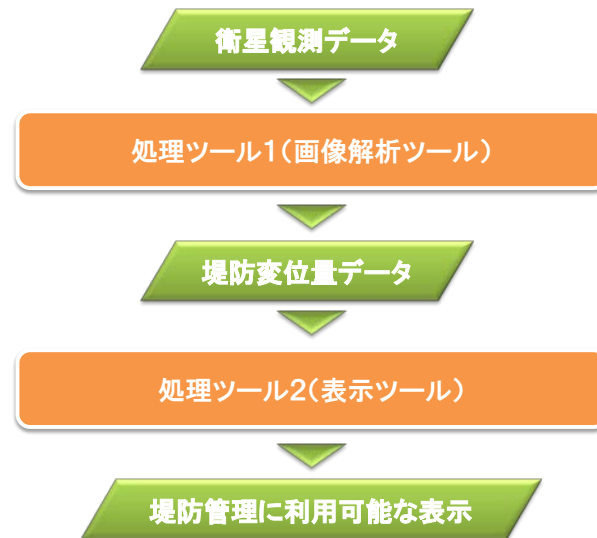 衛星観測データ
処理ツール1（画像解析ツール）
堤防変位量データ
処理ツール2（表示ツール）
堤防管理に利用可能な表示